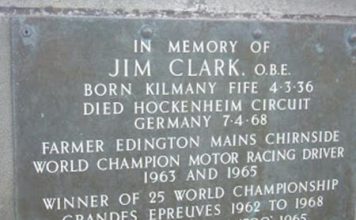 IN MEMORY OF
JIM CLARK. O.B.E.
BORN KILMANY FIFE 4·3·36
DIED HOCKENHEIM CIRCUIT
GERMANY 7·4·68
FARMER EDINGTON MAINS CHIRNSIDE
WORLD CHAMPION MOTOR RACING DRIVER
1963 AND 1965
WINNER OF 25 WORLD CHAMPIONSHIP
GRANDES EPREUVES 1962 TO 1968
1965